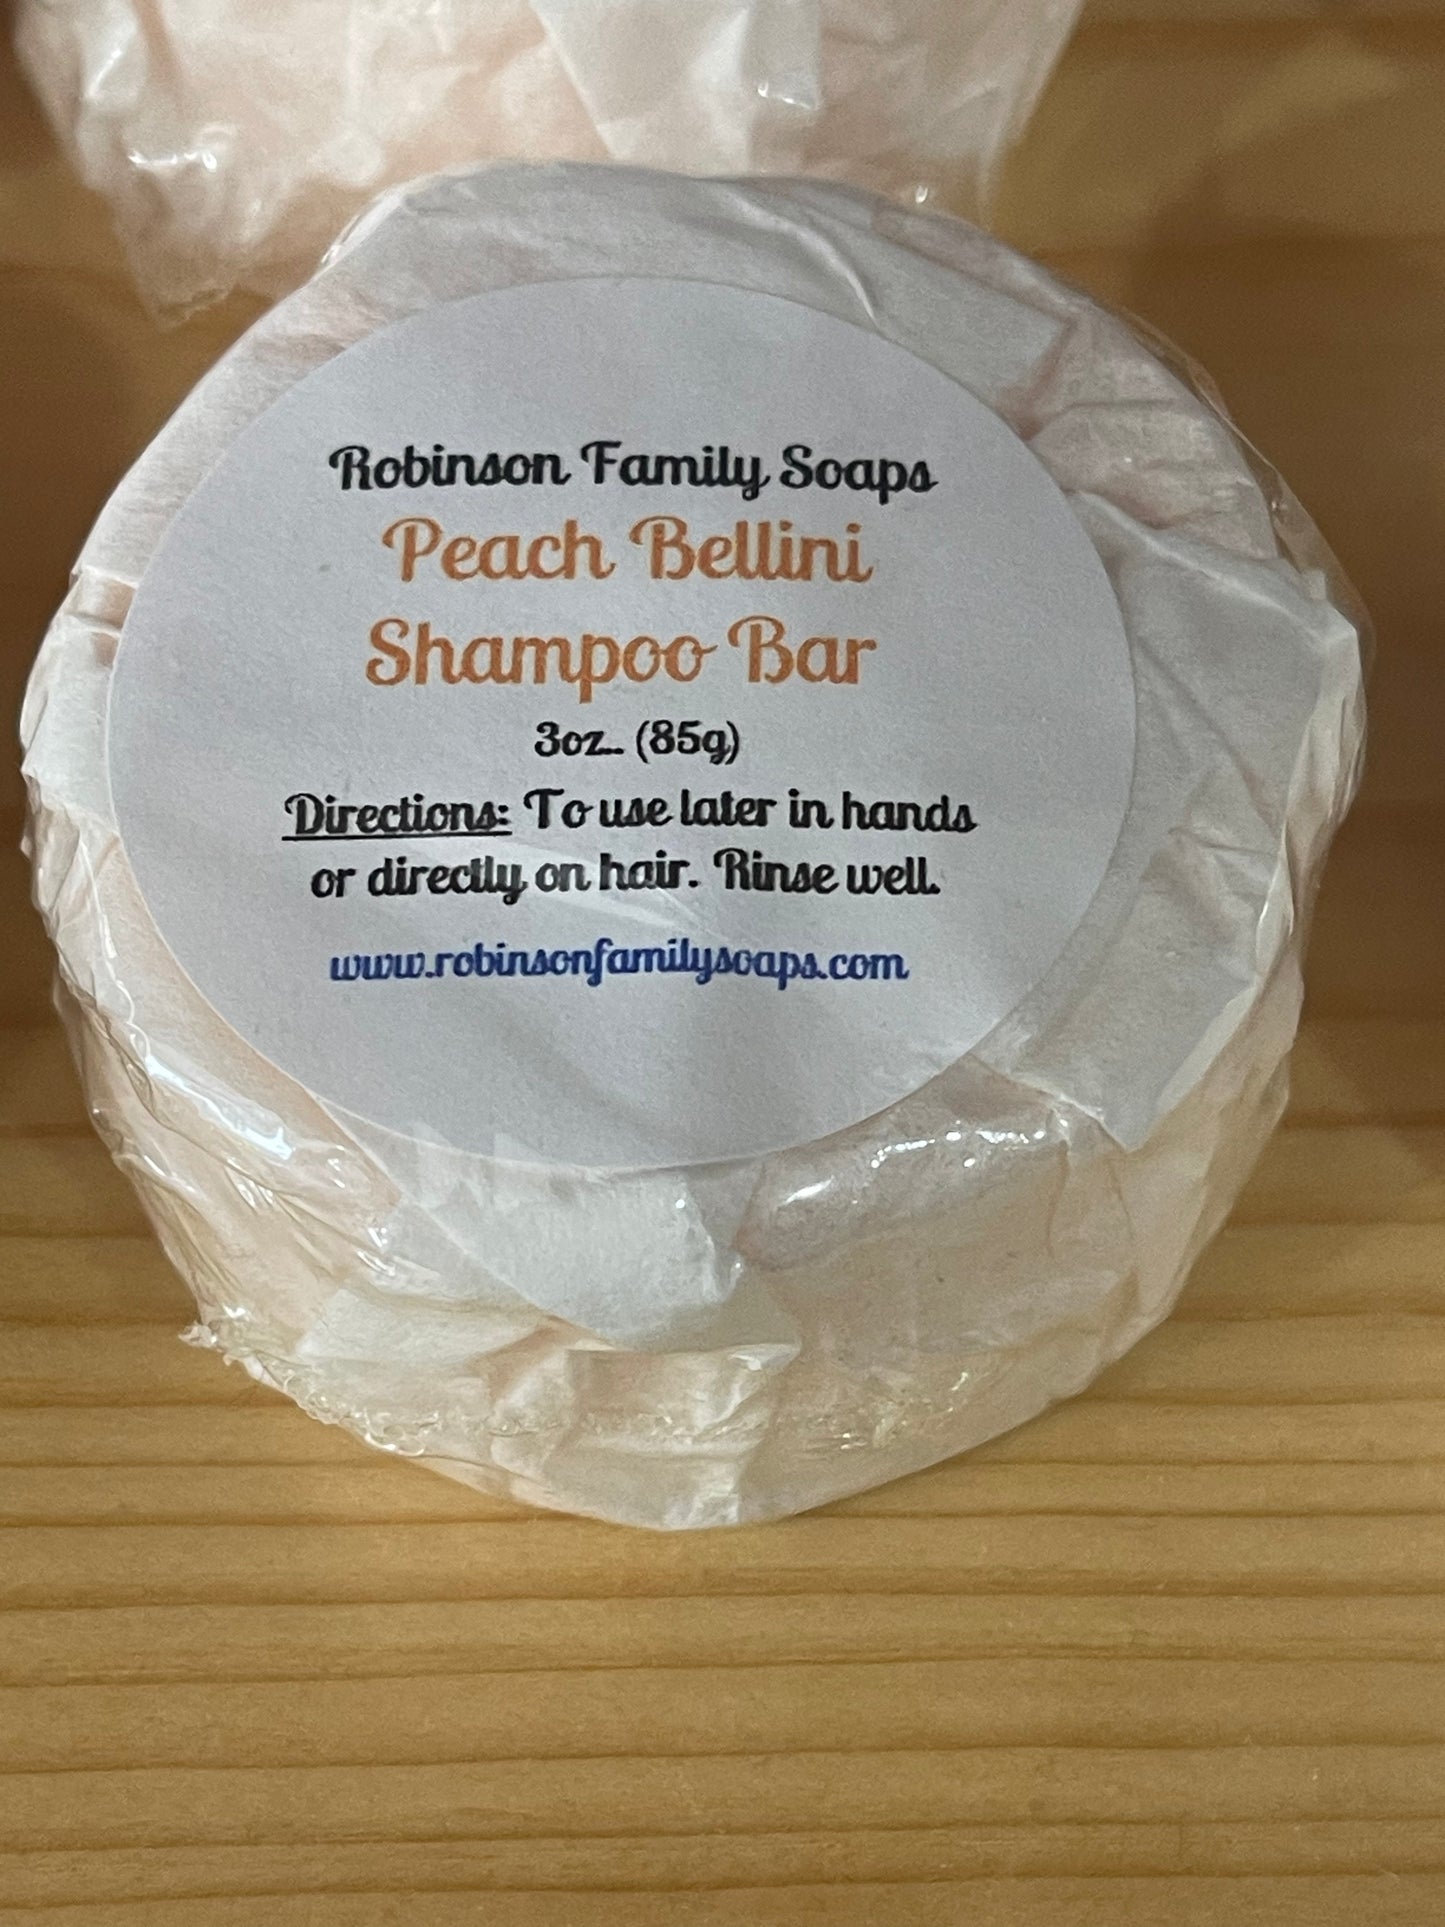 Robinson Family Soaps
Peach Bellini
Shampoo Bar
3oz. (85g)
Directions: To use later in hands
or directly on hair. Rinse well.
www.robinsonfamilysoaps.com